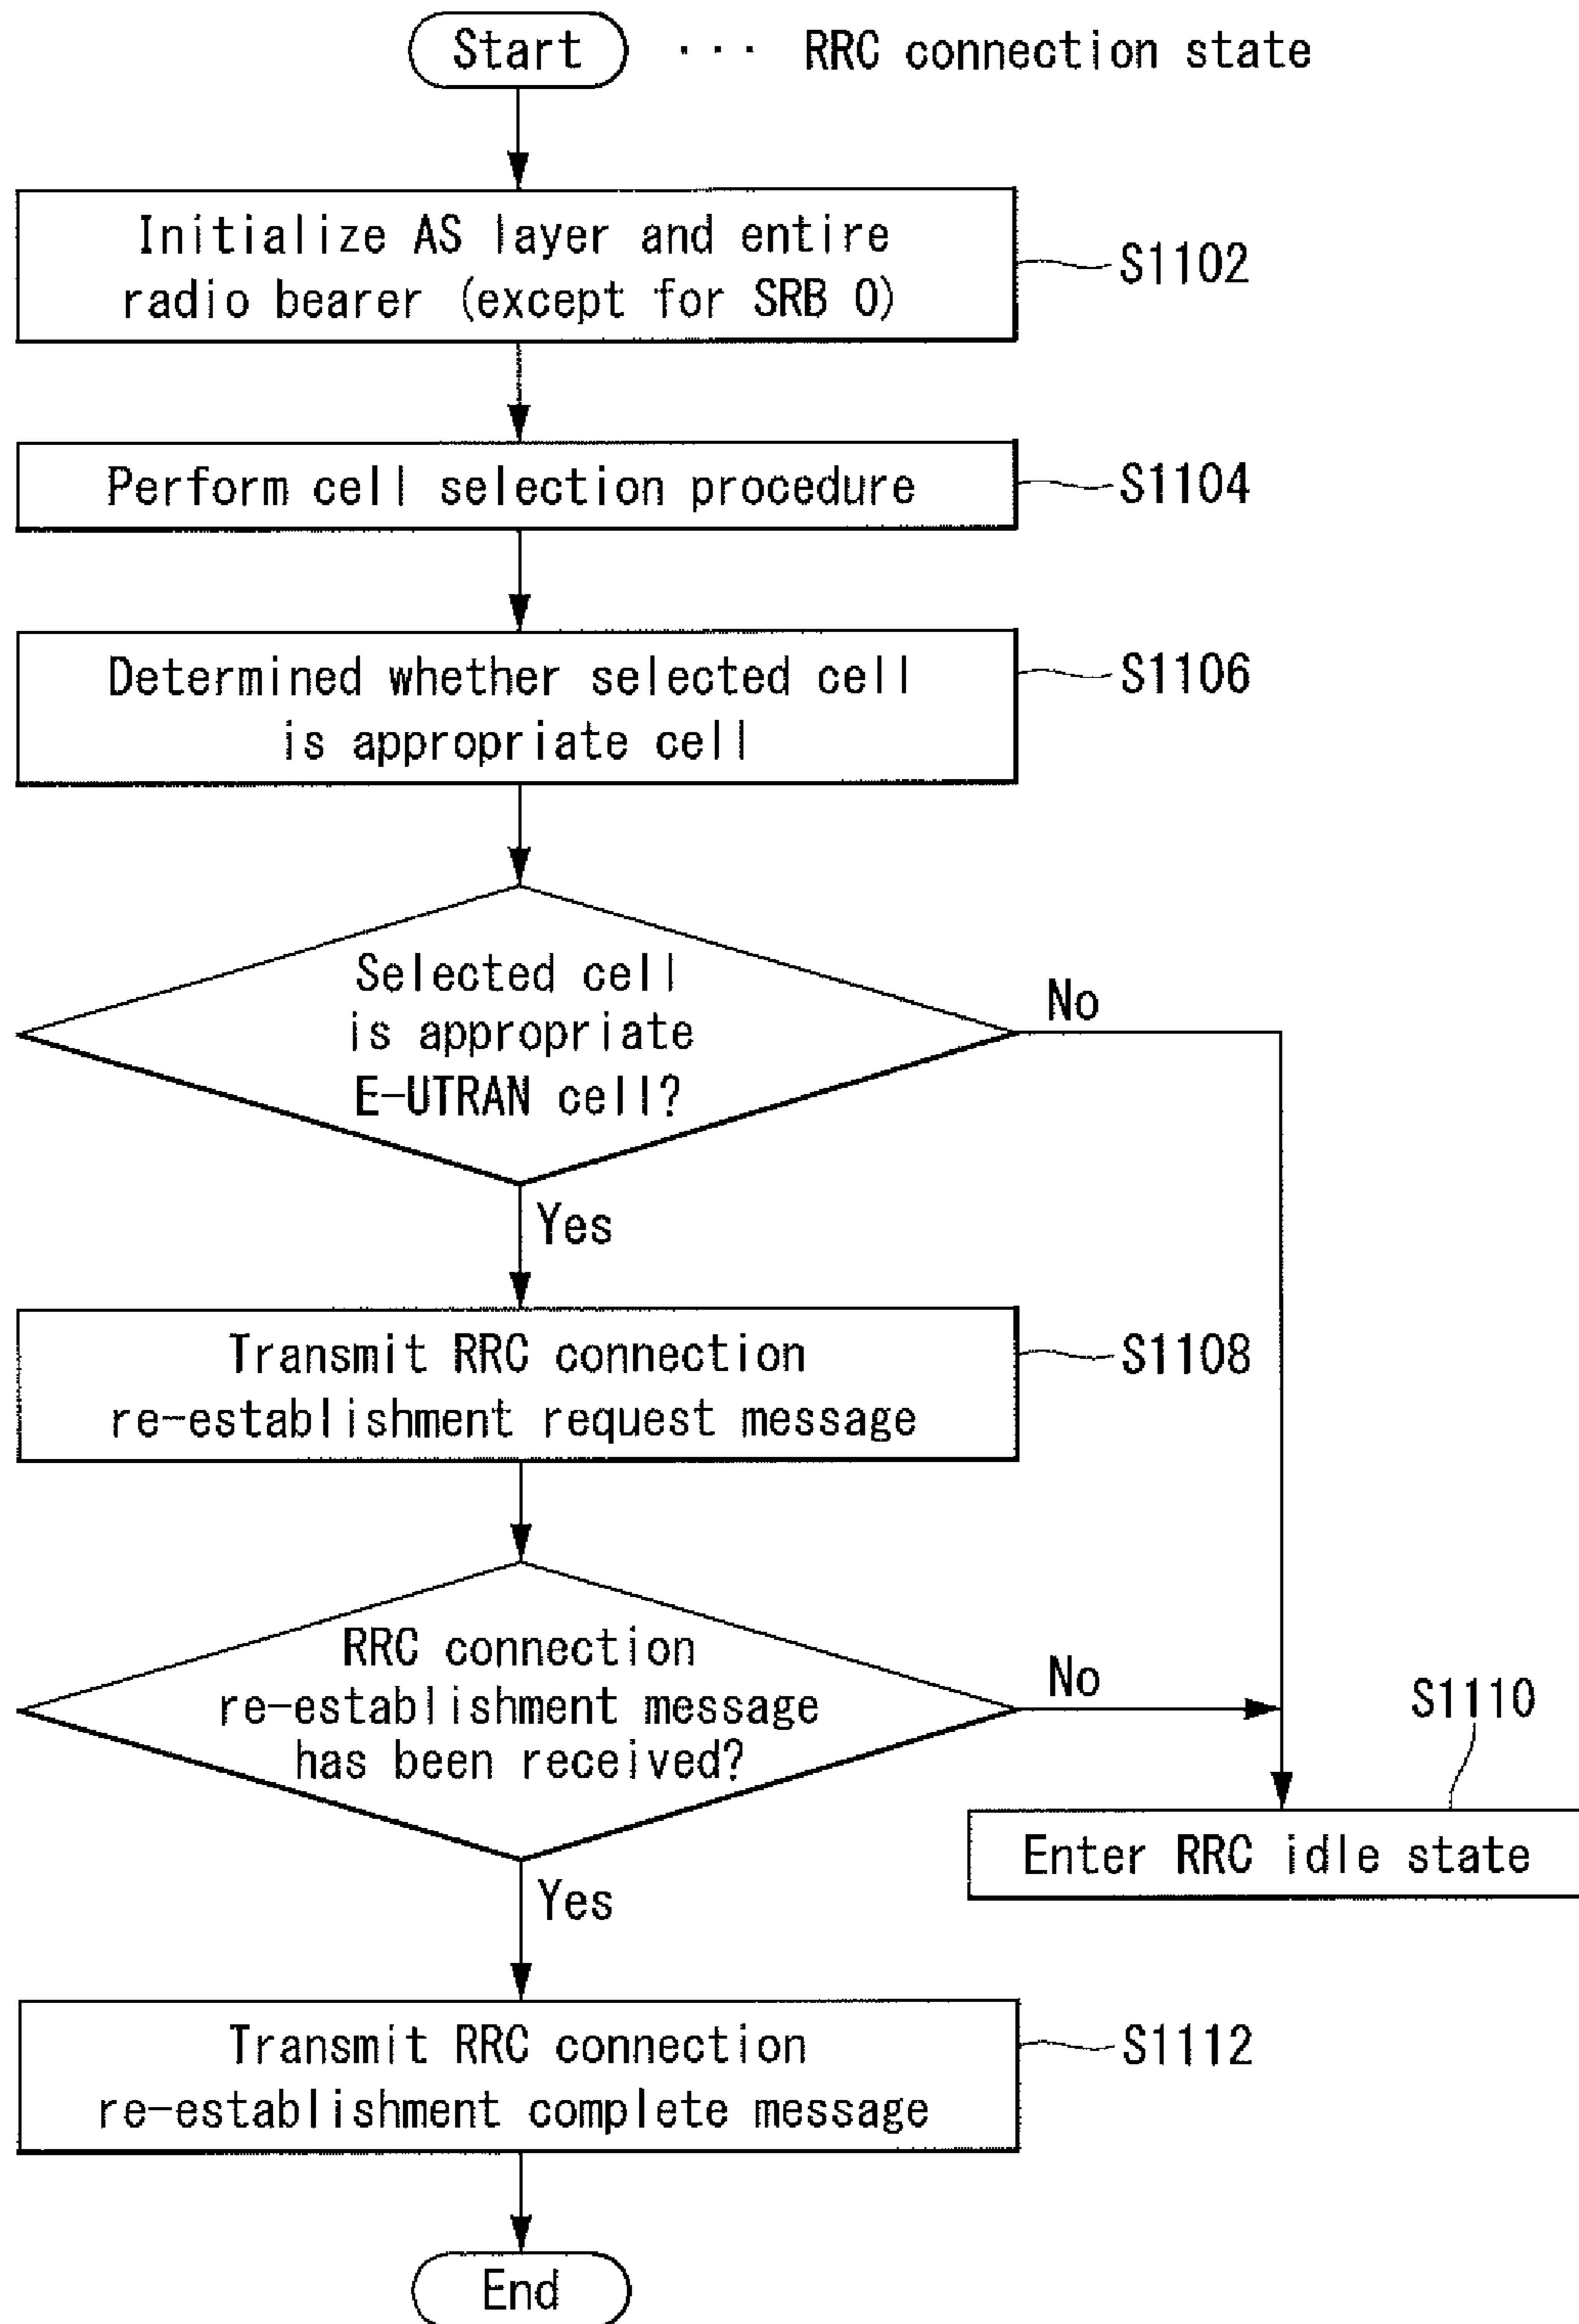 Start ··· RRC connection state
Initialize AS layer and entire
radio bearer (except for SRB 0)
S1102
Perform cell selection procedure
S1104
Determined whether selected cell
is appropriate cell
S1106
Selected cell
is appropriate
E-UTRAN cell?
No
Yes
Transmit RRC connection
re-establishment request message
S1108
RRC connection
re-establishment message
has been received?
No
S1110
Enter RRC idle state
Yes
Transmit RRC connection
re-establishment complete message
S1112
End